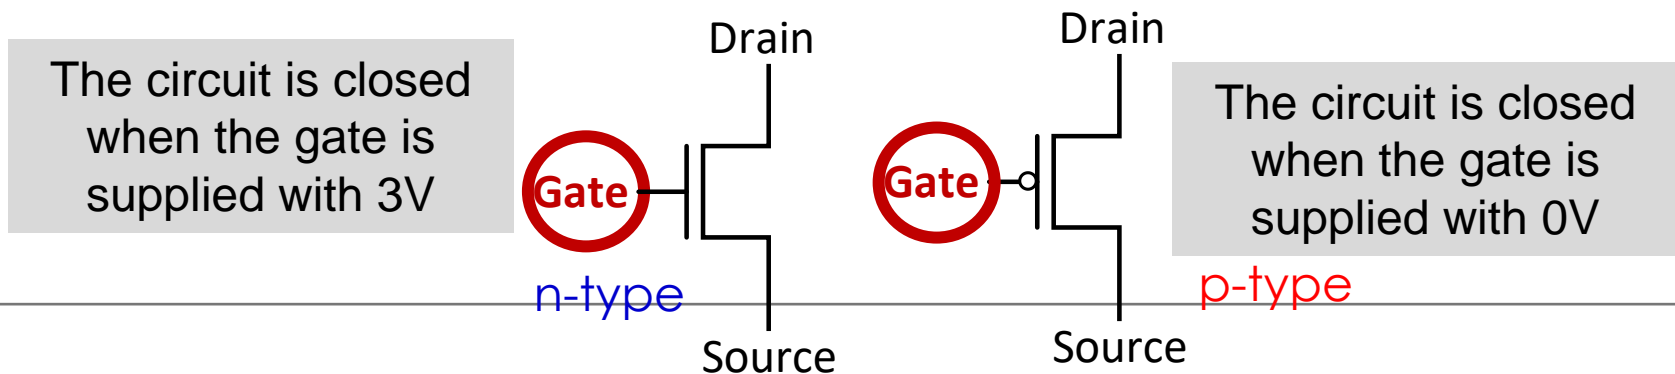 The circuit is closed
when the gate is
supplied with 3V
Drain
Gate
n-type
Source
Drain
Gate
p-type
Source
The circuit is closed
when the gate is
supplied with 0V